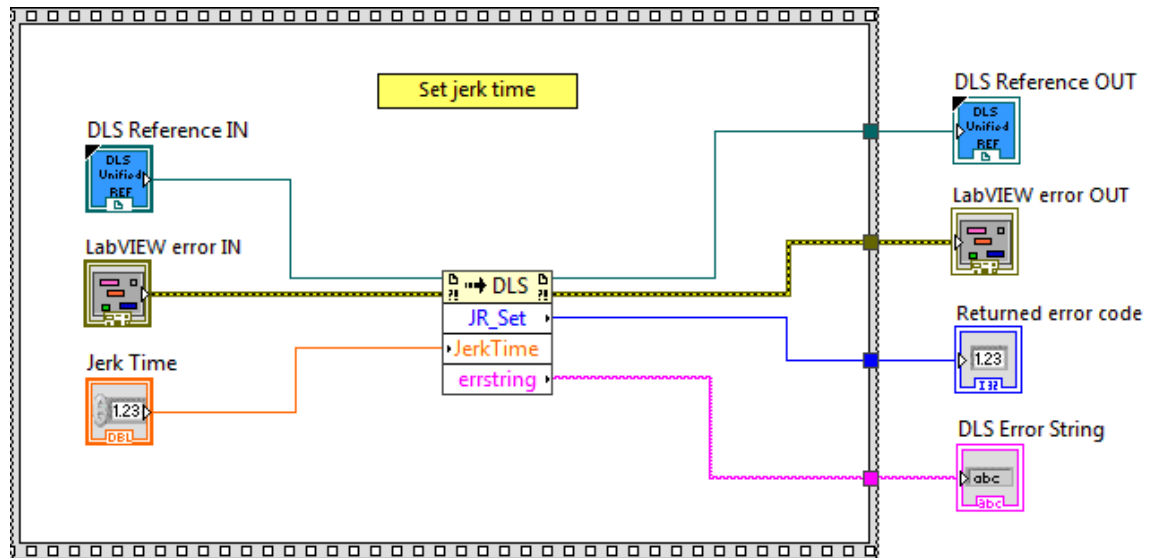 Set jerk time
DLS Reference IN
DLS
Unified
REF
LabVIEW error IN
Jerk Time
1.23
DBL
?! DLS ?!
JR_Set
JerkTime
errstring
DLS Reference OUT
DLS
Unified
REF
LabVIEW error OUT
Returned error code
1.23
I32
DLS Error String
abc
abc